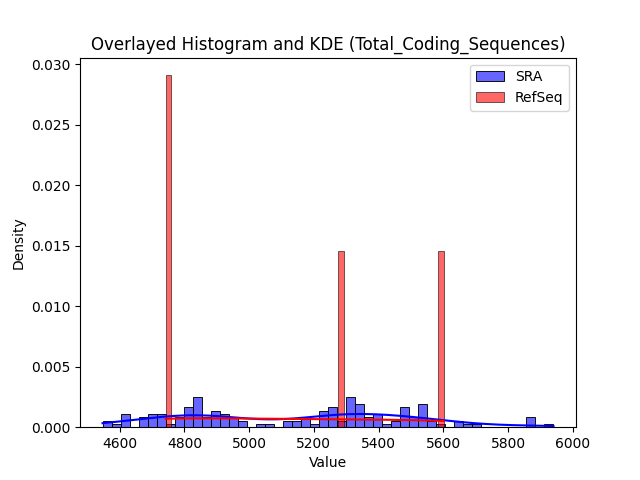 Overlayed Histogram and KDE (Total_Coding_Sequences)
SRA
RefSeq
0.030
0.025
0.020
0.015
0.010
0.005
0.000
Density
4600 4800 5000 5200 5400 5600 5800 6000
Value